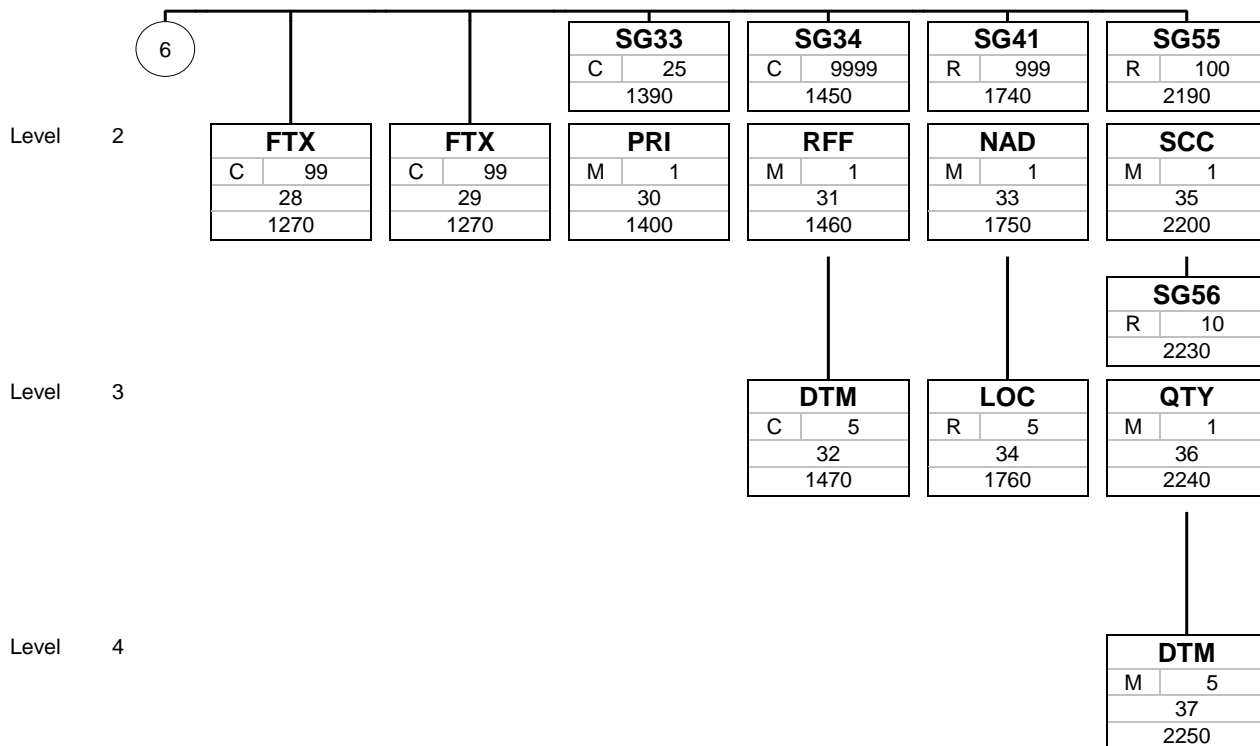 6
SG33 SG34 SG41 SG55
C 25 C 9999 R 999 R 100
1390 1450 1740 2190
Level 2
FTX FTX PRI RFF NAD SCC
C 99 C 99 M 1 M 1 M 1 M 1
28 29 30 31 33 35
1270 1270 1400 1460 1750 2200
SG56
R 10
2230
Level 3
DTM LOC QTY
C 5 R 5 M 1
32 34 36
1470 1760 2240
Level 4
DTM
M 5
37
2250